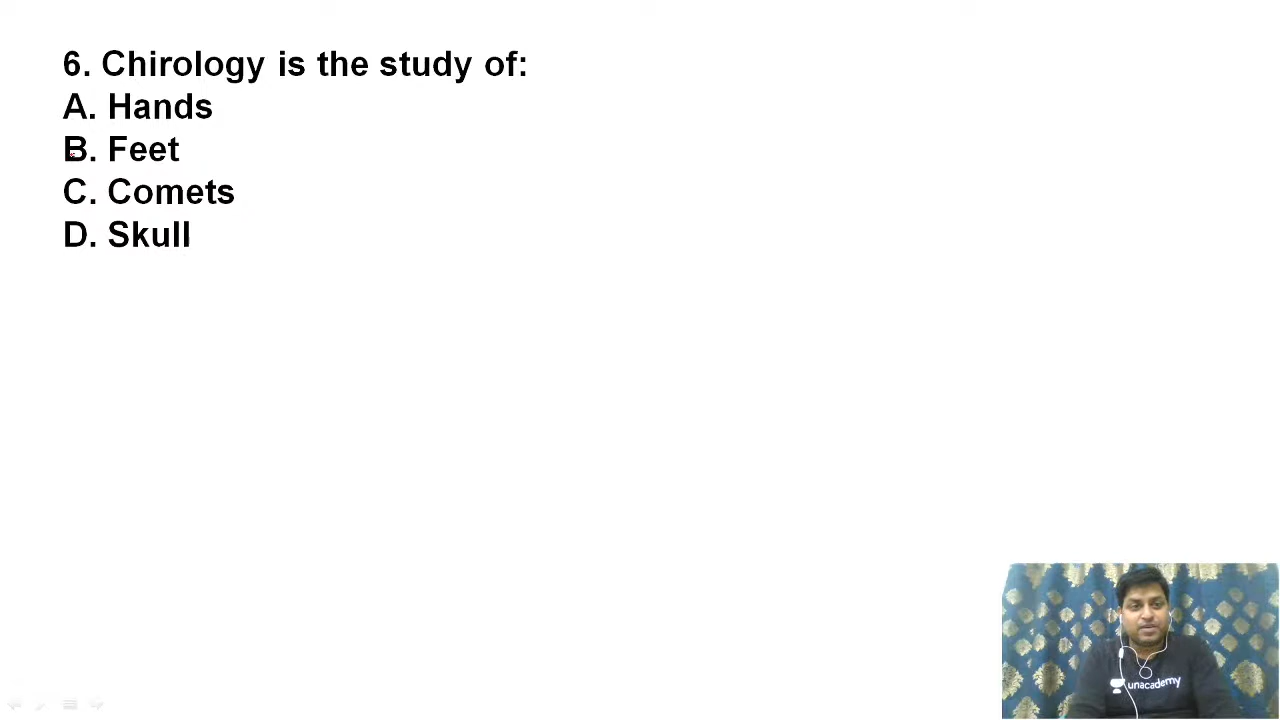 6. Chirology is the study of:
A. Hands
B. Feet
C. Comets
D. Skull
unacademy